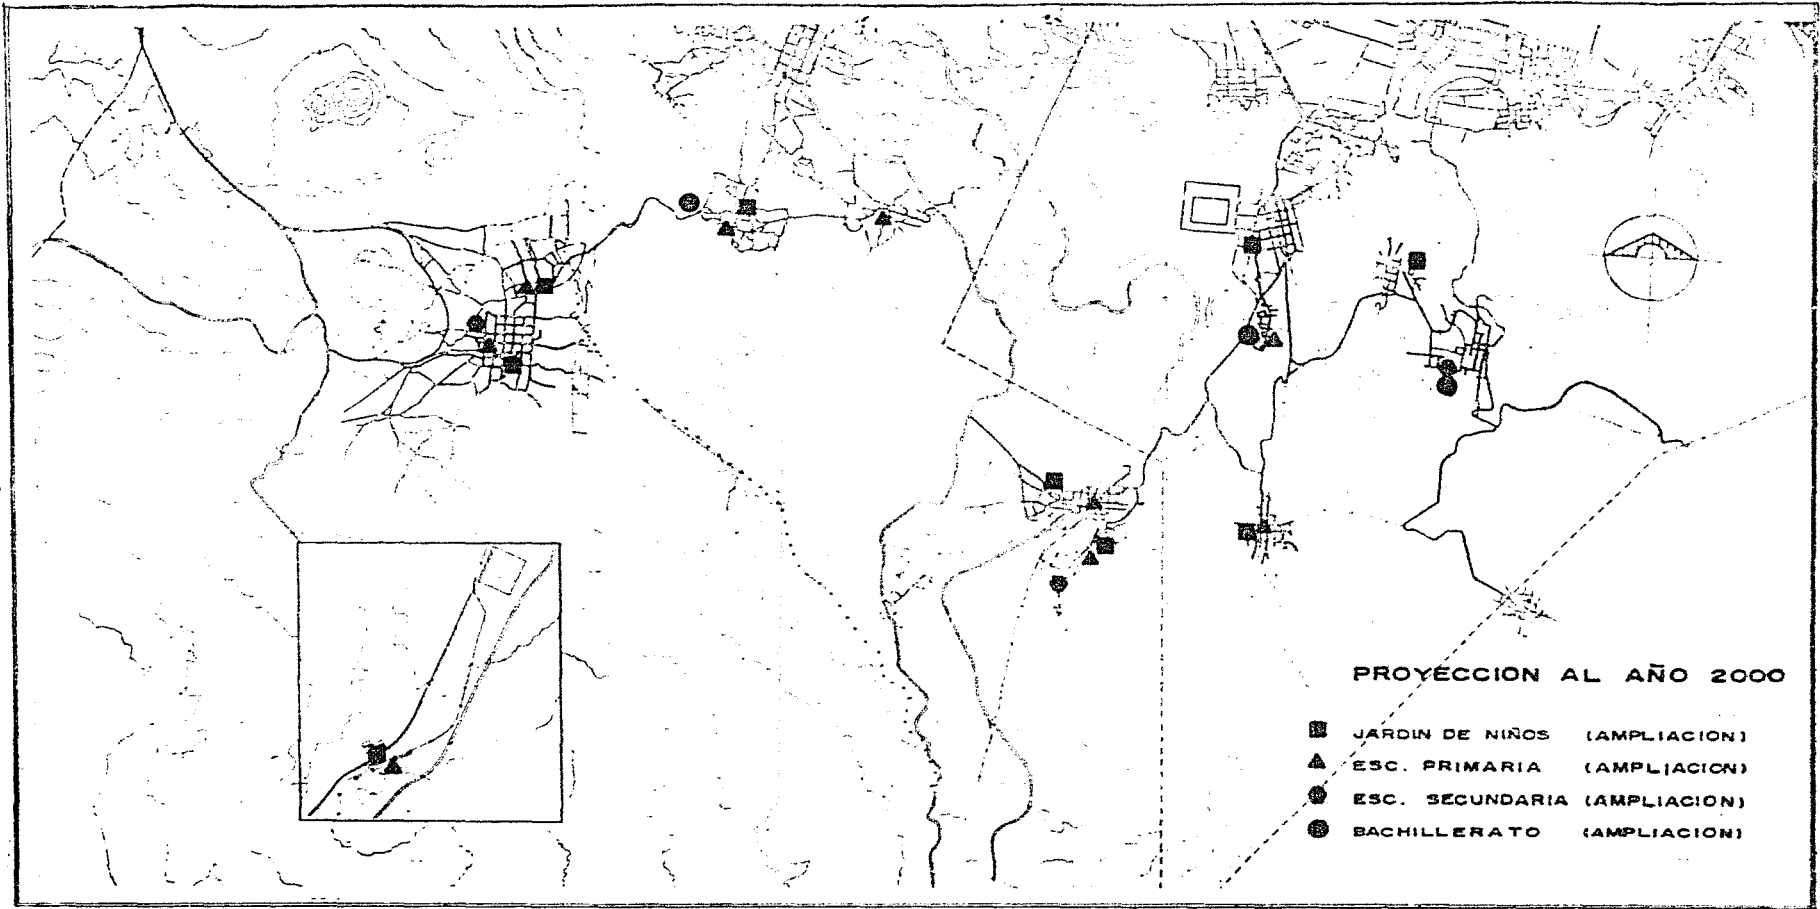 PROYECCION AL AÑO 2000
JARDIN DE NIÑOS (AMPLIACION)
ESC. PRIMARIA (AMPLIACION)
ESC. SECUNDARIA (AMPLIACION)
BACHILLERATO (AMPLIACION)